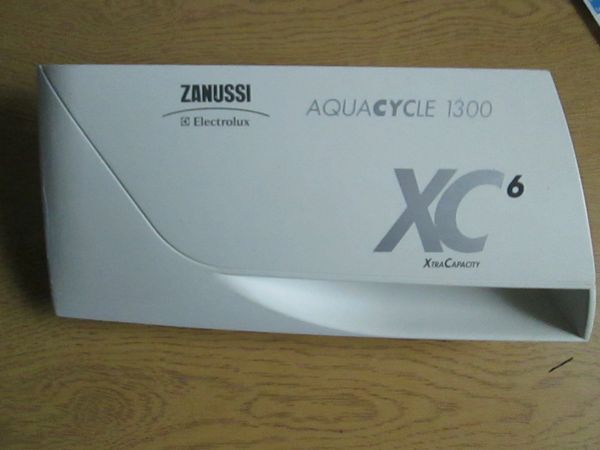 ZANUSSI
Electrolux
AQUACYCLE 1300
XC6
XTRACAPACITY